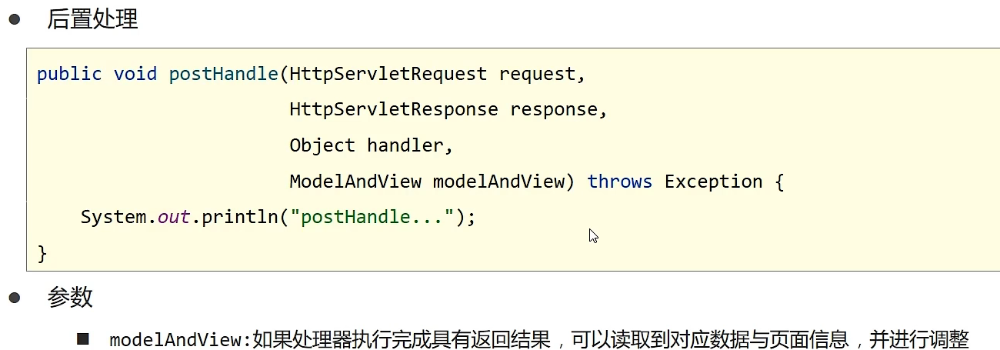 ● 后置处理
public void postHandle(HttpServletRequest request,
HttpServletResponse response,
Object handler,
ModelAndView modelAndView) throws Exception {
System.out.println("postHandle...");
}
● 参数
■ modelAndView:如果处理器执行完成具有返回结果，可以读取到对应数据与页面信息，并进行调整